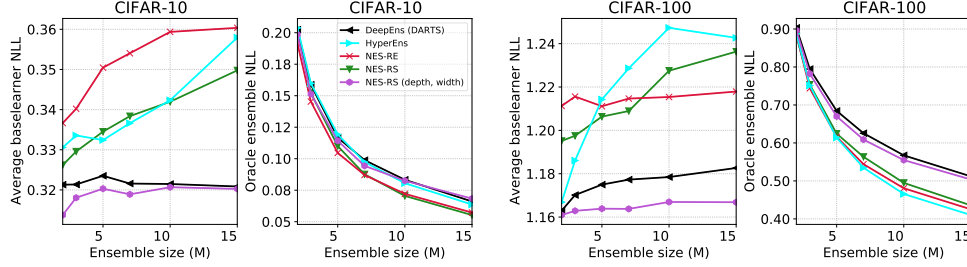 CIFAR-10
Average baselearner NLL
0.36
0.35
0.34
0.33
0.32
5
10
15
Ensemble size (M)
CIFAR-10
Oracle ensemble NLL
0.20
0.18
0.15
0.12
0.10
0.08
0.05
5
10
15
Ensemble size (M)
DeepEns (DARTS)
HyperEns
NES-RE
NES-RS
NES-RS (depth, width)
CIFAR-100
Average baselearner NLL
1.24
1.22
1.20
1.18
1.16
5
10
15
Ensemble size (M)
CIFAR-100
Oracle ensemble NLL
0.90
0.80
0.70
0.60
0.50
0.40
5
10
15
Ensemble size (M)